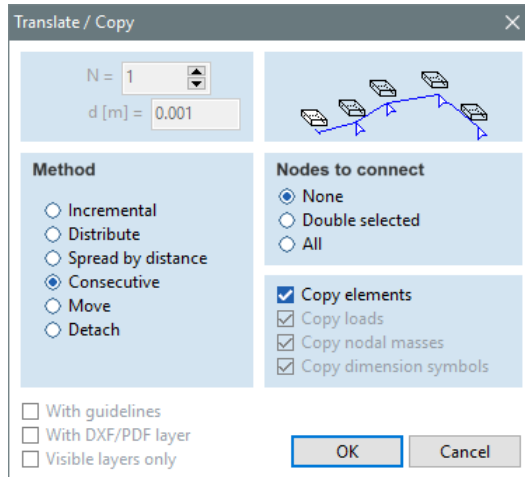 Translate / Copy
N = 1
d [m] = 0.001
Method
Incremental
Distribute
Spread by distance
Consecutive
Move
Detach
Nodes to connect
None
Double selected
All
Copy elements
Copy loads
Copy nodal masses
Copy dimension symbols
With guidelines
With DXF/PDF layer
Visible layers only
OK
Cancel